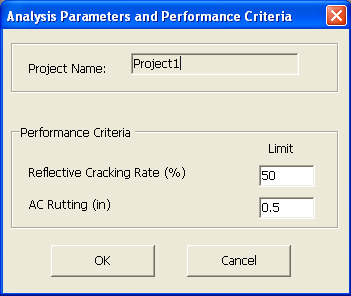 Analysis Parameters and Performance Criteria
Project Name: Project1
Performance Criteria
Limit
Reflective Cracking Rate (%) 50
AC Rutting (in) 0.5
OK Cancel